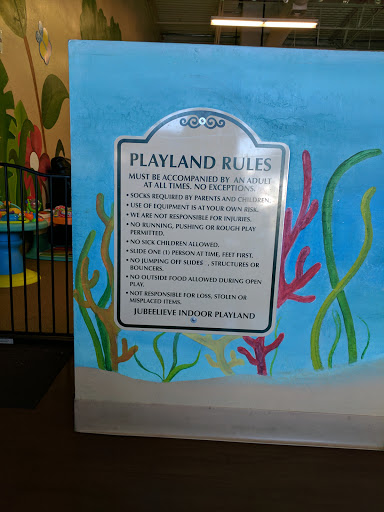 PLAYLAND RULES
MUST BE ACCOMPANIED BY AN ADULT
AT ALL TIMES. NO EXCEPTIONS.
• SOCKS REQUIRED BY PARENTS AND CHILDREN.
• USE OF EQUIPMENT IS AT YOUR OWN RISK.
• WE ARE NOT RESPONSIBLE FOR INJURIES.
• NO RUNNING, PUSHING OR ROUGH PLAY
PERMITTED.
• NO SICK CHILDREN ALLOWED.
• SLIDE ONE (1) PERSON AT TIME, FEET FIRST.
• NO JUMPING OFF SLIDES , STRUCTURES OR
BOUNCERS.
• NO OUTSIDE FOOD ALLOWED DURING OPEN
PLAY.
• NOT RESPONSIBLE FOR LOSS, STOLEN OR
MISPLACED ITEMS.
JUBEELIEVE INDOOR PLAYLAND